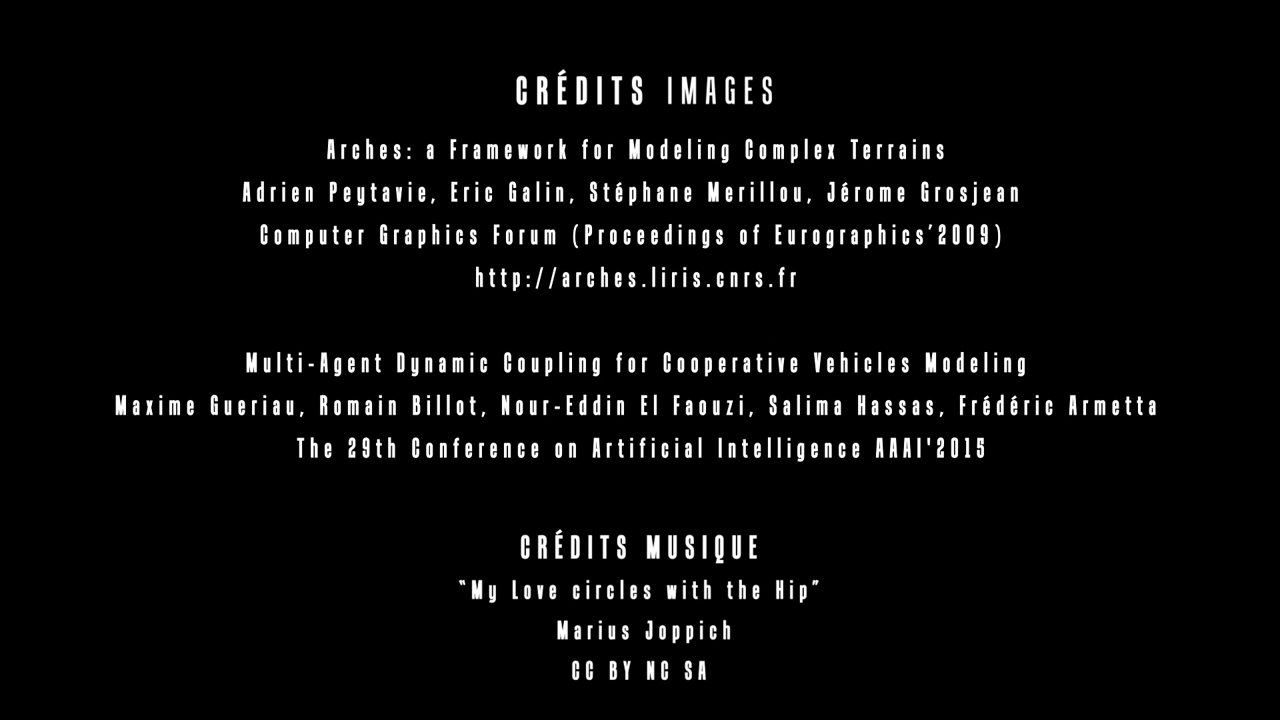 CRÉDITS IMAGES
Arches: a Framework for Modeling Complex Terrains
Adrien Peytavie, Eric Galin, Stéphane Merillou, Jérome Grosjean
Computer Graphics Forum (Proceedings of Eurographics’2009)
http://arches.liris.cnrs.fr
Multi-Agent Dynamic Coupling for Cooperative Vehicles Modeling
Maxime Gueriau, Romain Billot, Nour-Eddin El Faouzi, Salima Hassas, Frédéric Armetta
The 29th Conference on Artificial Intelligence AAAI'2015
CRÉDITS MUSIQUE
“My Love circles with the Hip”
Marius Joppich
CC BY NC SA